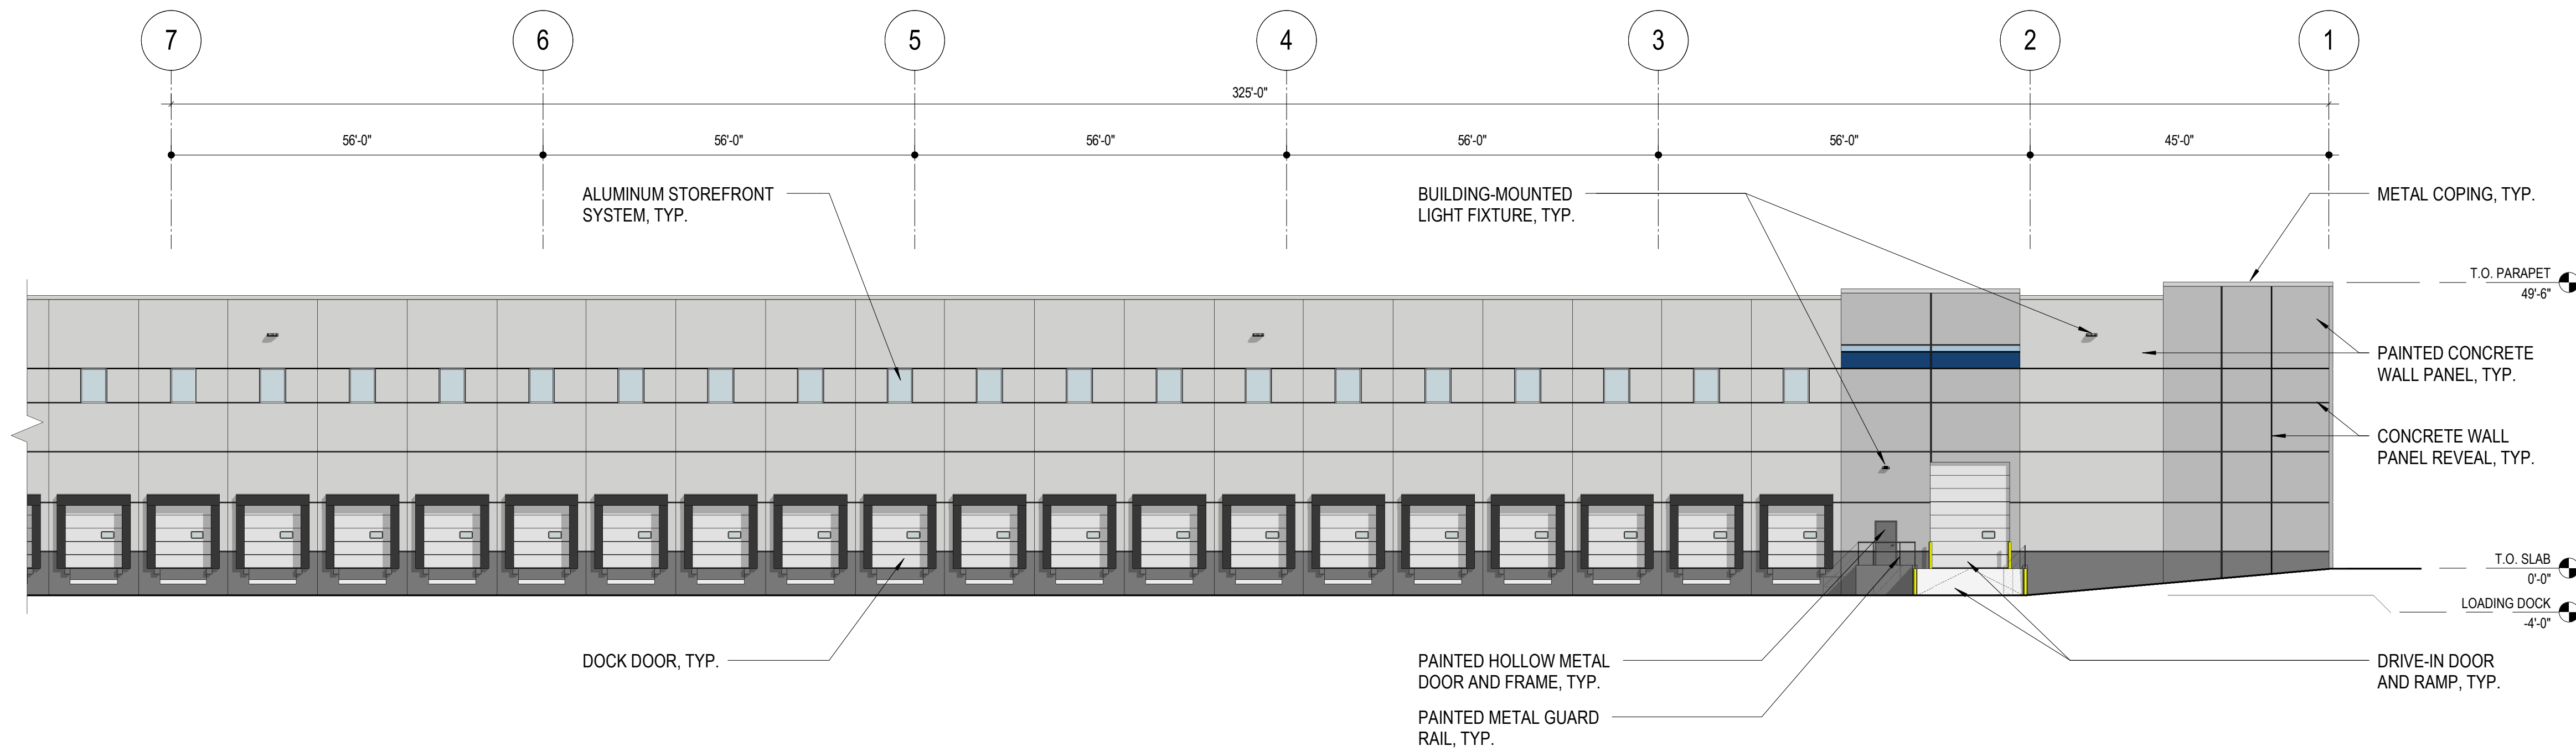 7 6 5 4 3 2 1
325'-0"
56'-0" 56'-0" 56'-0" 56'-0" 56'-0" 45'-0"
ALUMINUM STOREFRONT
SYSTEM, TYP.
BUILDING-MOUNTED
LIGHT FIXTURE, TYP.
METAL COPING, TYP.
T.O. PARAPET
49'-6"
PAINTED CONCRETE
WALL PANEL, TYP.
CONCRETE WALL
PANEL REVEAL, TYP.
T.O. SLAB
0'-0"
LOADING DOCK
-4'-0"
DOCK DOOR, TYP.
PAINTED HOLLOW METAL
DOOR AND FRAME, TYP.
PAINTED METAL GUARD
RAIL, TYP.
DRIVE-IN DOOR
AND RAMP, TYP.